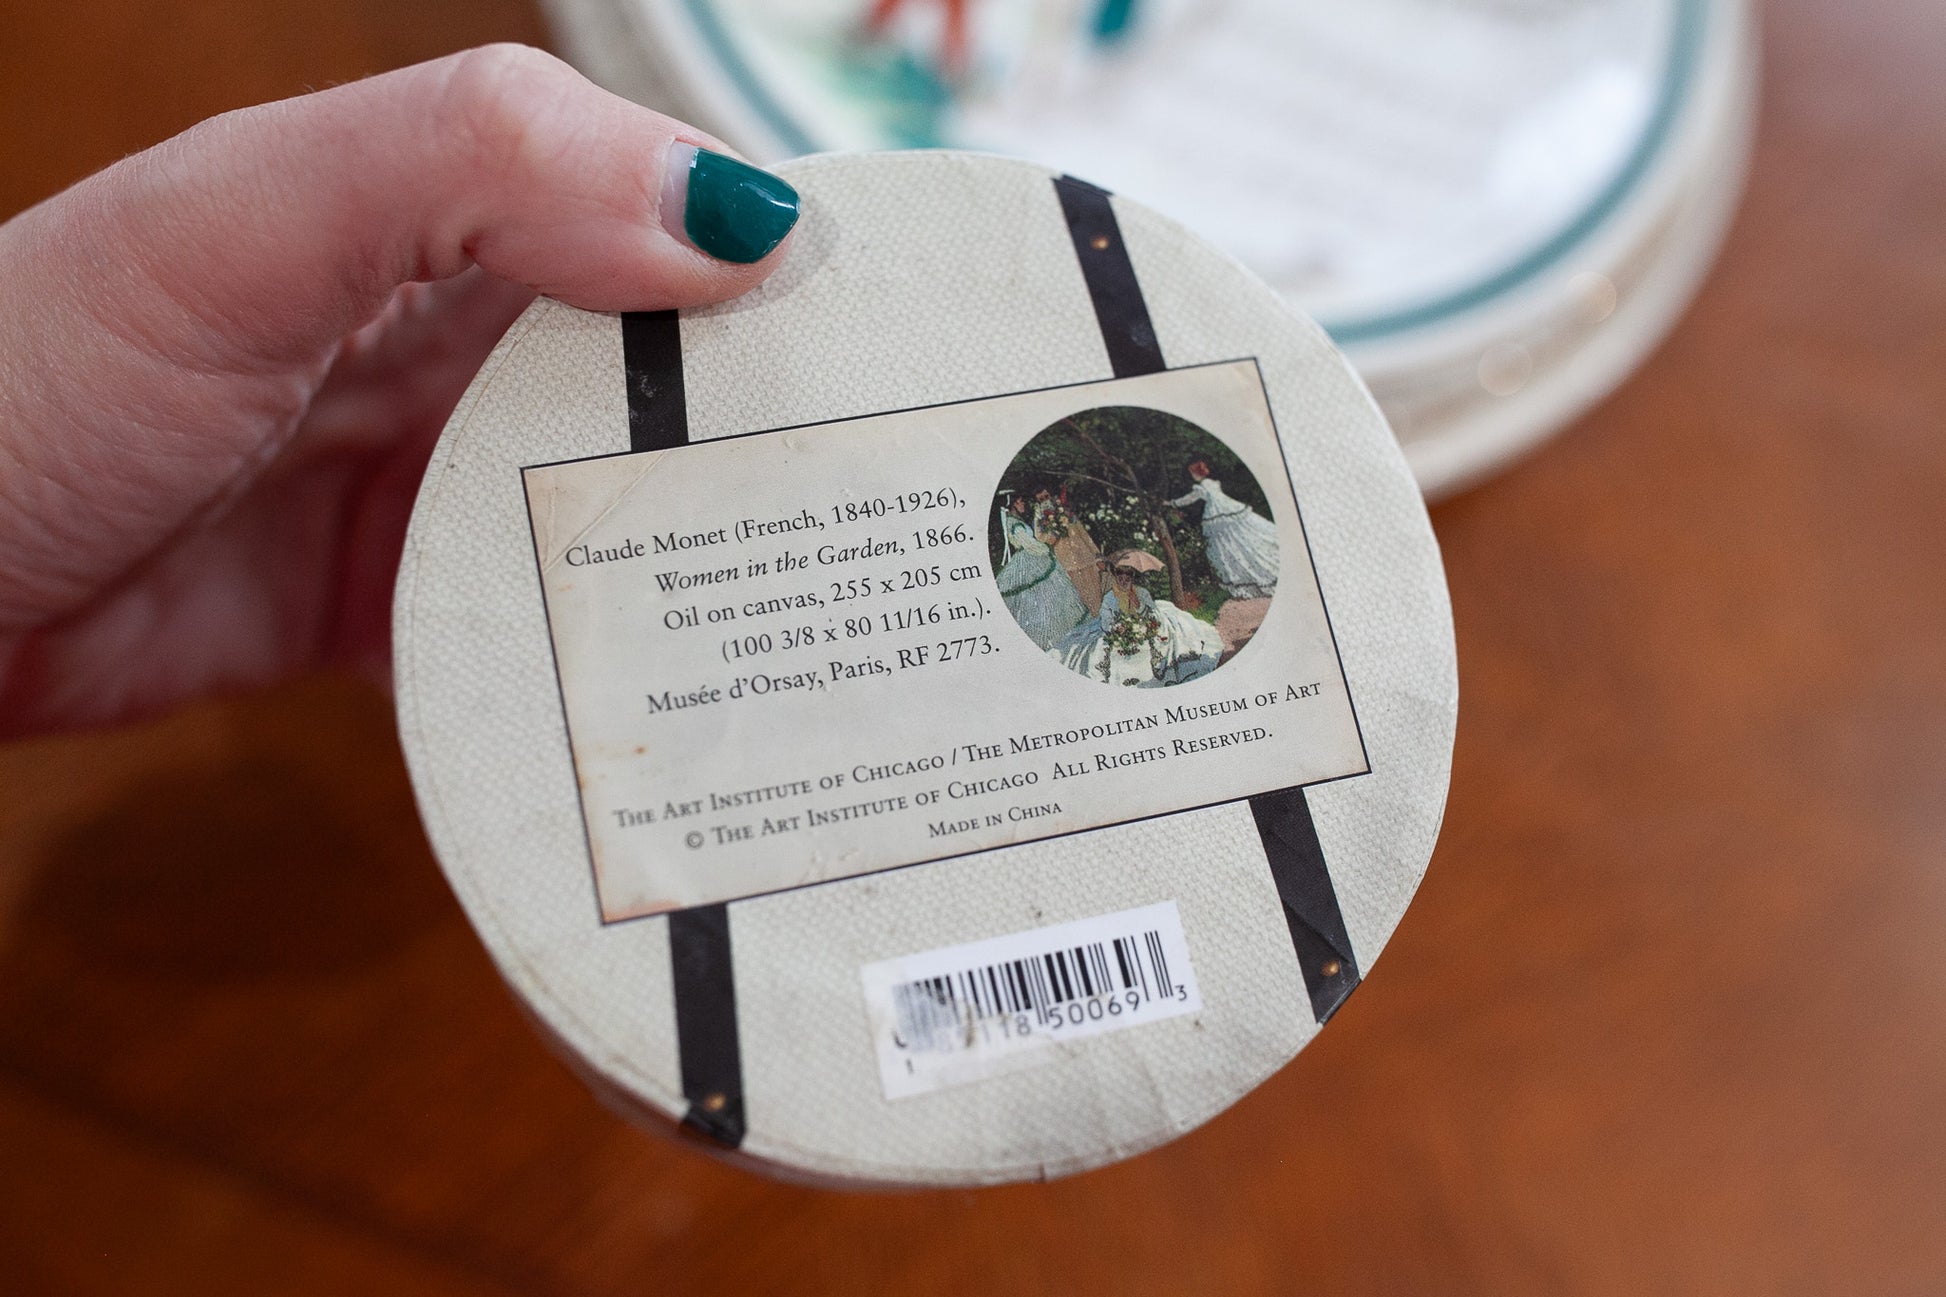 Claude Monet (French, 1840-1926),
Women in the Garden, 1866.
Oil on canvas, 255 x 205 cm
(100 3/8 x 80 11/16 in.).
Musée d'Orsay, Paris, RF 2773.
The Art Institute of Chicago / The Metropolitan Museum of Art
© The Art Institute of Chicago All Rights Reserved.
Made in China
50069 3